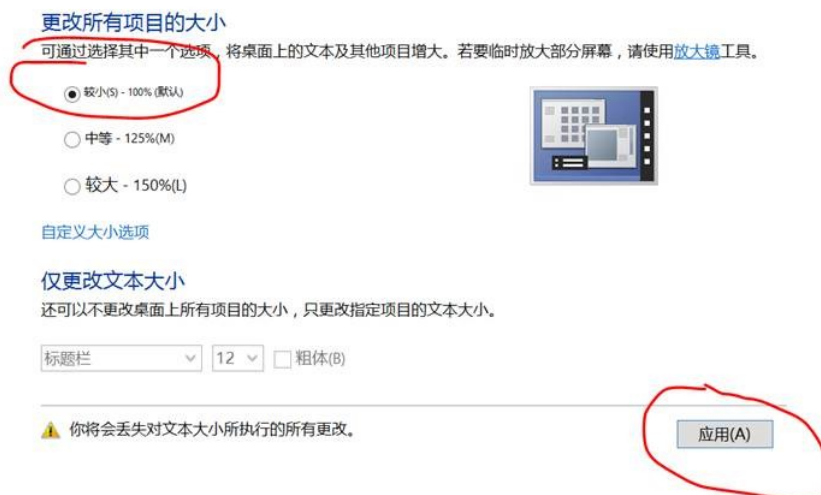 更改所有项目的大小
可通过选择其中一个选项，将桌面上的文本及其他项目增大。若要临时放大部分屏幕，请使用放大镜工具。
较小(S) - 100% (默认)
中等 - 125%(M)
较大 - 150%(L)
自定义大小选项
仅更改文本大小
还可以不更改桌面上所有项目的大小，只更改指定项目的文本大小。
标题栏 12 粗体(B)
你将会丢失对文本大小所执行的所有更改。 应用(A)